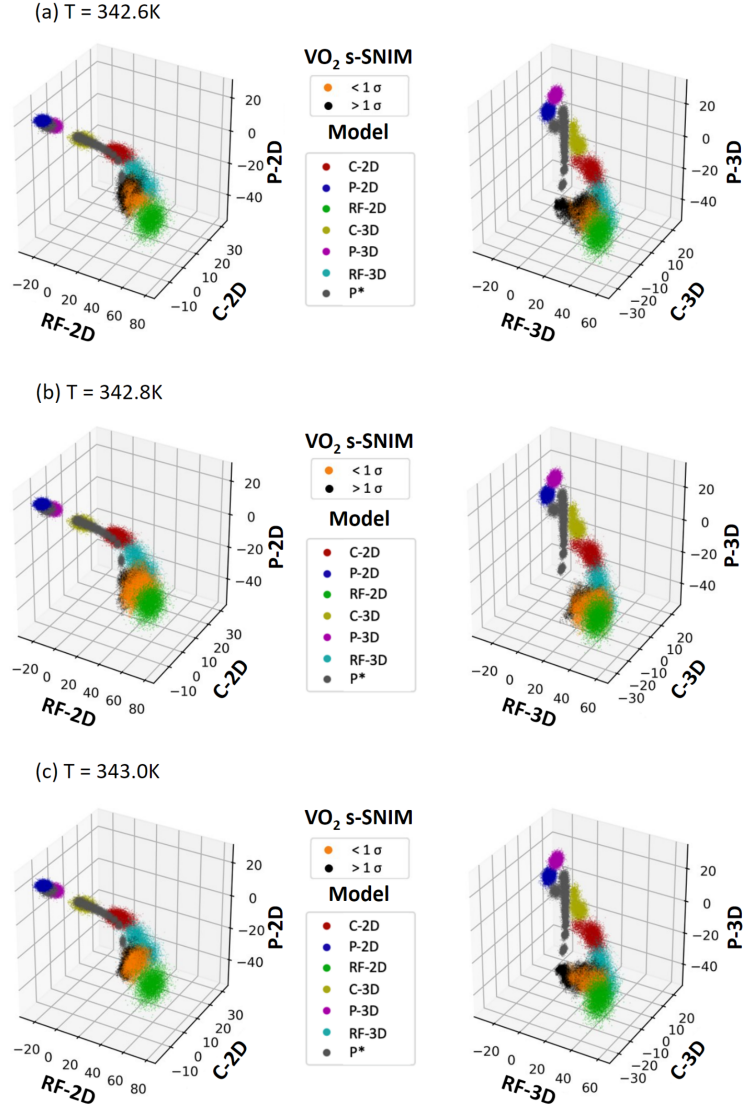 (a) T = 342.6K
VO2 s-SNIM
< 1 σ
> 1 σ
Model
C-2D
P-2D
RF-2D
C-3D
P-3D
RF-3D
P*
20
0
−20
−40
P-2D
−20
0
20
40
60
80
RF-2D
−10
0
10
20
30
C-2D
20
0
−20
−40
P-3D
−20
0
20
40
60
RF-3D
−30
−20
−10
0
10
20
C-3D
(b) T = 342.8K
VO2 s-SNIM
< 1 σ
> 1 σ
Model
C-2D
P-2D
RF-2D
C-3D
P-3D
RF-3D
P*
20
0
−20
−40
P-2D
−20
0
20
40
60
80
RF-2D
−10
0
10
20
30
C-2D
20
0
−20
−40
P-3D
−20
0
20
40
60
RF-3D
−30
−20
−10
0
10
20
C-3D
(c) T = 343.0K
VO2 s-SNIM
< 1 σ
> 1 σ
Model
C-2D
P-2D
RF-2D
C-3D
P-3D
RF-3D
P*
20
0
−20
−40
P-2D
−20
0
20
40
60
80
RF-2D
−10
0
10
20
30
C-2D
20
0
−20
−40
P-3D
−20
0
20
40
60
RF-3D
−30
−20
−10
0
10
20
C-3D